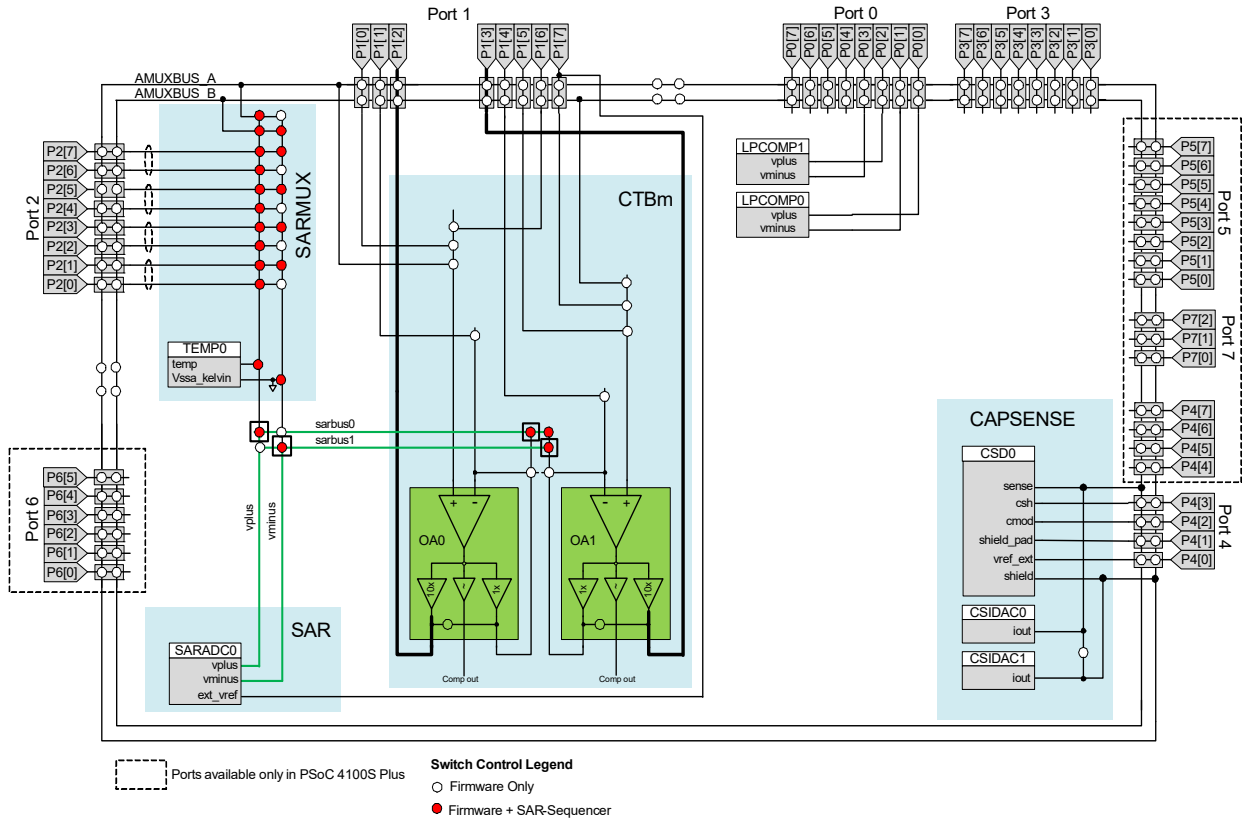 Port 1
Port 0
Port 3
P1[0]
P1[1]
P1[2]
P1[3]
P1[4]
P1[5]
P1[6]
P1[7]
P0[7]
P0[6]
P0[5]
P0[4]
P0[3]
P0[2]
P0[1]
P0[0]
P3[7]
P3[6]
P3[5]
P3[4]
P3[3]
P3[2]
P3[1]
P3[0]
AMUXBUS_A
AMUXBUS_B
Port 2
P2[7]
P2[6]
P2[5]
P2[4]
P2[3]
P2[2]
P2[1]
P2[0]
SARMUX
TEMP0
temp
Vssa_kelvin
sarbus0
sarbus1
vplus
vminus
CTBm
LPCOMP1
vplus
vminus
LPCOMP0
vplus
vminus
P5[7]
P5[6]
P5[5]
P5[4]
P5[3]
P5[2]
P5[1]
P5[0]
Port 5
P7[2]
P7[1]
P7[0]
Port 7
P4[7]
P4[6]
P4[5]
P4[4]
P4[3]
P4[2]
P4[1]
P4[0]
Port 4
Port 6
P6[5]
P6[4]
P6[3]
P6[2]
P6[1]
P6[0]
+
-
OA0
10x
~
1x
Comp out
-
+
OA1
1x
~
10x
Comp out
CAPSENSE
CSD0
sense
csh
cmod
shield_pad
vref_ext
shield
CSIDAC0
iout
CSIDAC1
iout
SAR
SARADC0
vplus
vminus
ext_vref
Ports available only in PSoC 4100S Plus
Switch Control Legend
Firmware Only
Firmware + SAR-Sequencer